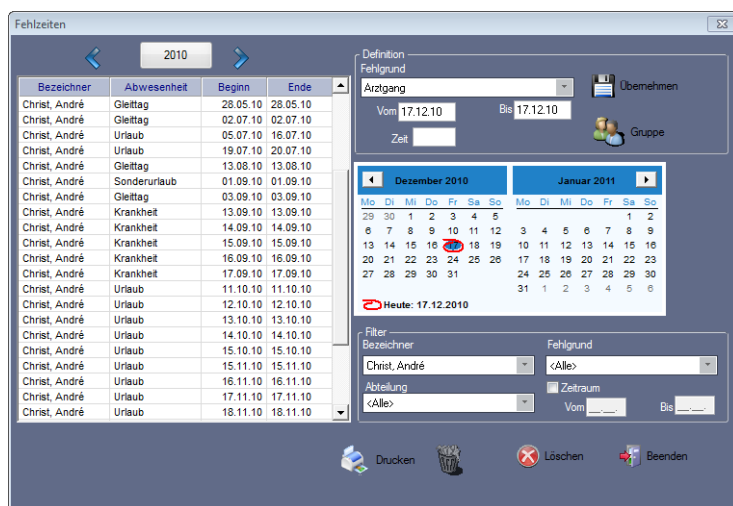 Fehlzeiten
2010
Bezeichner Abwesenheit Beginn Ende
Christ, André Gleittag 28.05.10 28.05.10
Christ, André Gleittag 02.07.10 02.07.10
Christ, André Urlaub 05.07.10 16.07.10
Christ, André Urlaub 19.07.10 20.07.10
Christ, André Gleittag 13.08.10 13.08.10
Christ, André Sonderurlaub 01.09.10 01.09.10
Christ, André Gleittag 03.09.10 03.09.10
Christ, André Krankheit 13.09.10 13.09.10
Christ, André Krankheit 14.09.10 14.09.10
Christ, André Krankheit 15.09.10 15.09.10
Christ, André Krankheit 16.09.10 16.09.10
Christ, André Krankheit 17.09.10 17.09.10
Christ, André Urlaub 11.10.10 11.10.10
Christ, André Urlaub 12.10.10 12.10.10
Christ, André Urlaub 13.10.10 13.10.10
Christ, André Urlaub 14.10.10 14.10.10
Christ, André Urlaub 15.10.10 15.10.10
Christ, André Urlaub 15.11.10 15.11.10
Christ, André Urlaub 16.11.10 16.11.10
Christ, André Urlaub 17.11.10 17.11.10
Christ, André Urlaub 18.11.10 18.11.10
Definition
Fehlgrund
Arztgang
Übernehmen
Vom 17.12.10 Bis 17.12.10
Zeit
Gruppe
Dezember 2010
Mo Di Mi Do Fr Sa So
29 30 1 2 3 4 5
6 7 8 9 10 11 12
13 14 15 16 17 18 19
20 21 22 23 24 25 26
27 28 29 30 31
Januar 2011
Mo Di Mi Do Fr Sa So
1 2
3 4 5 6 7 8 9
10 11 12 13 14 15 16
17 18 19 20 21 22 23
24 25 26 27 28 29 30
31 1 2 3 4 5 6
Heute: 17.12.2010
Filter
Bezeichner Fehlgrund
Christ, André <Alle>
Abteilung Zeitraum
<Alle>
Vom __.__. Bis __.__.
Drucken Löschen Beenden